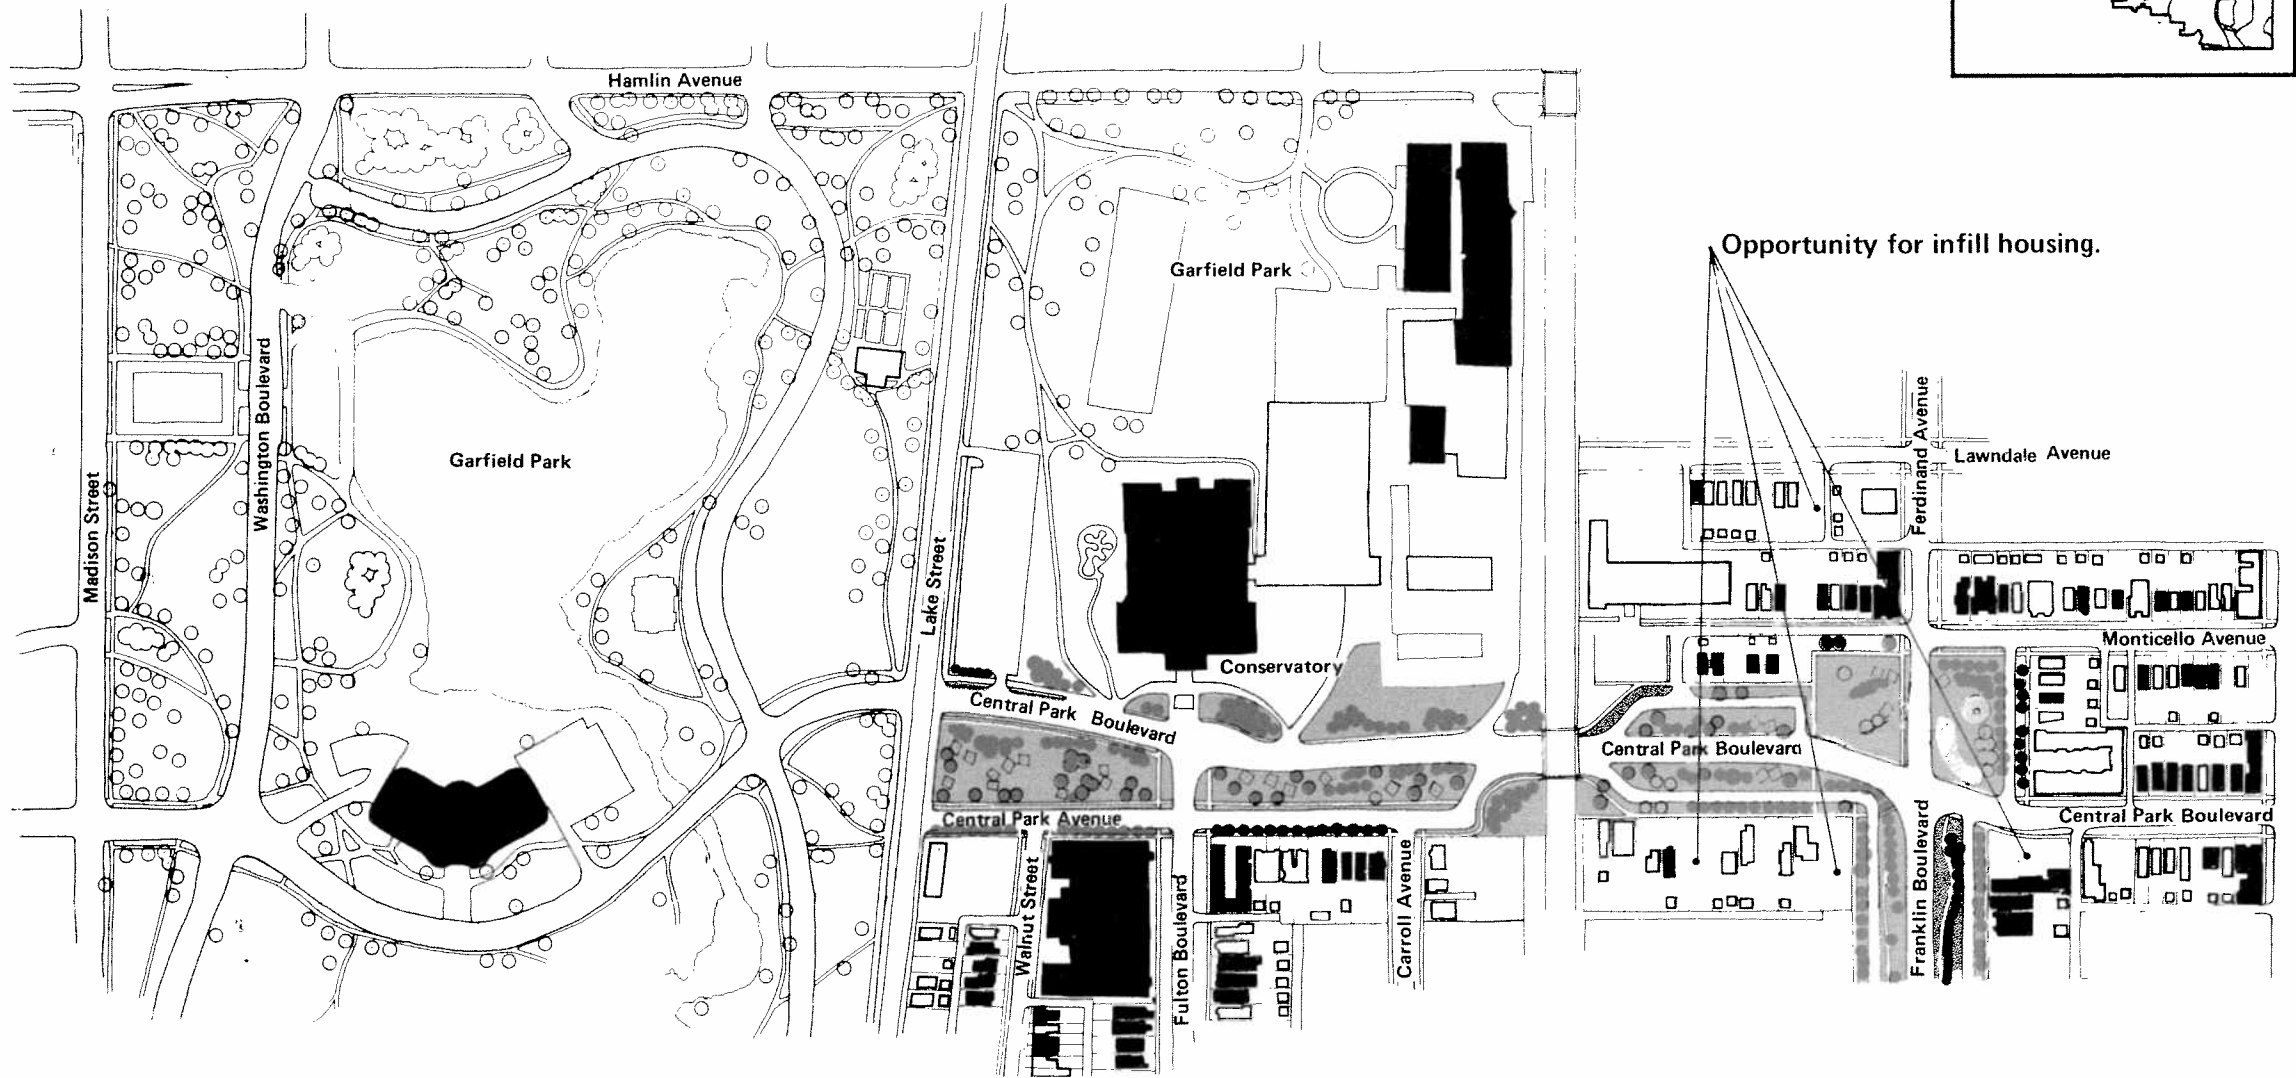 Hamlin Avenue
Opportunity for infill housing.
Garfield Park
Garfield Park
Madison Street
Washington Boulevard
Lake Street
Ferdinand Avenue
Lawndale Avenue
Monticello Avenue
Conservatory
Central Park Boulevard
Central Park Boulevard
Central Park Avenue
Central Park Boulevard
Walnut Street
Fulton Boulevard
Carroll Avenue
Franklin Boulevard